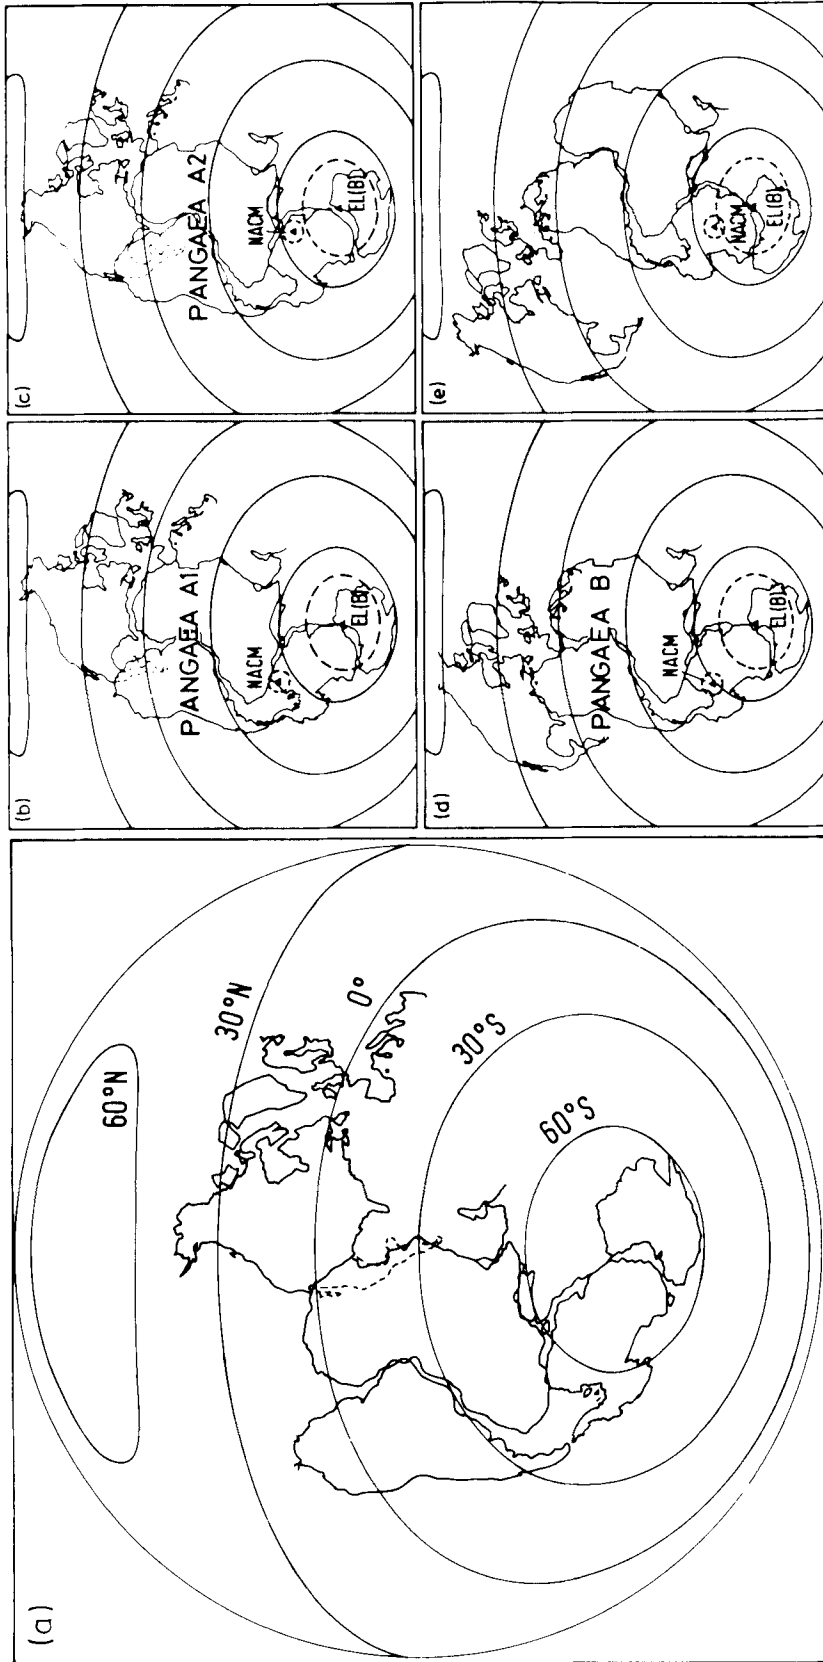 (a)
60°N
30°N
0°
30°S
60°S
(b)
PANGAEA A1
NACM
EL(B)
(c)
PANGAEA A2
NACM
EL(B)
(d)
PANGAEA B
NACM
EL(B)
(e)
NACM
EL(B)